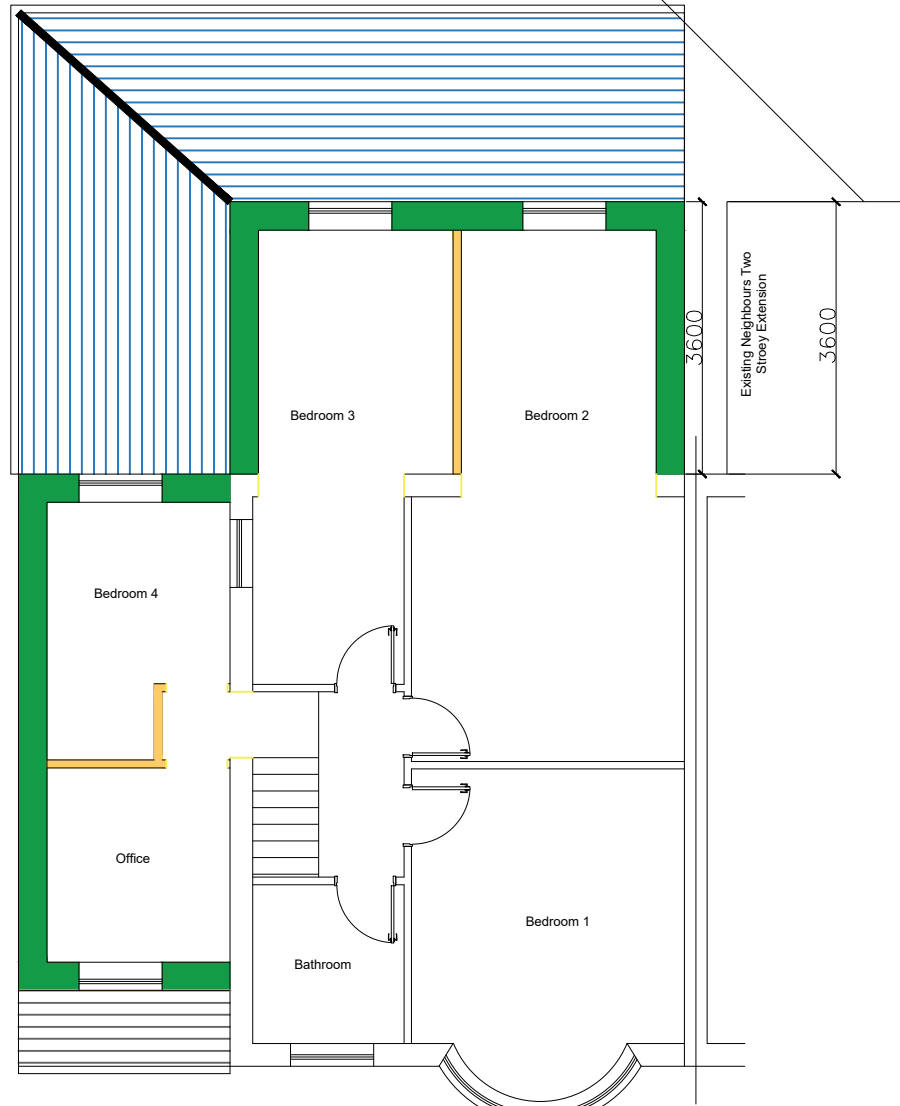 Existing Neighbours Two
Stroey Extension
3600
3600
Bedroom 3
Bedroom 2
Bedroom 4
Office
Bedroom 1
Bathroom